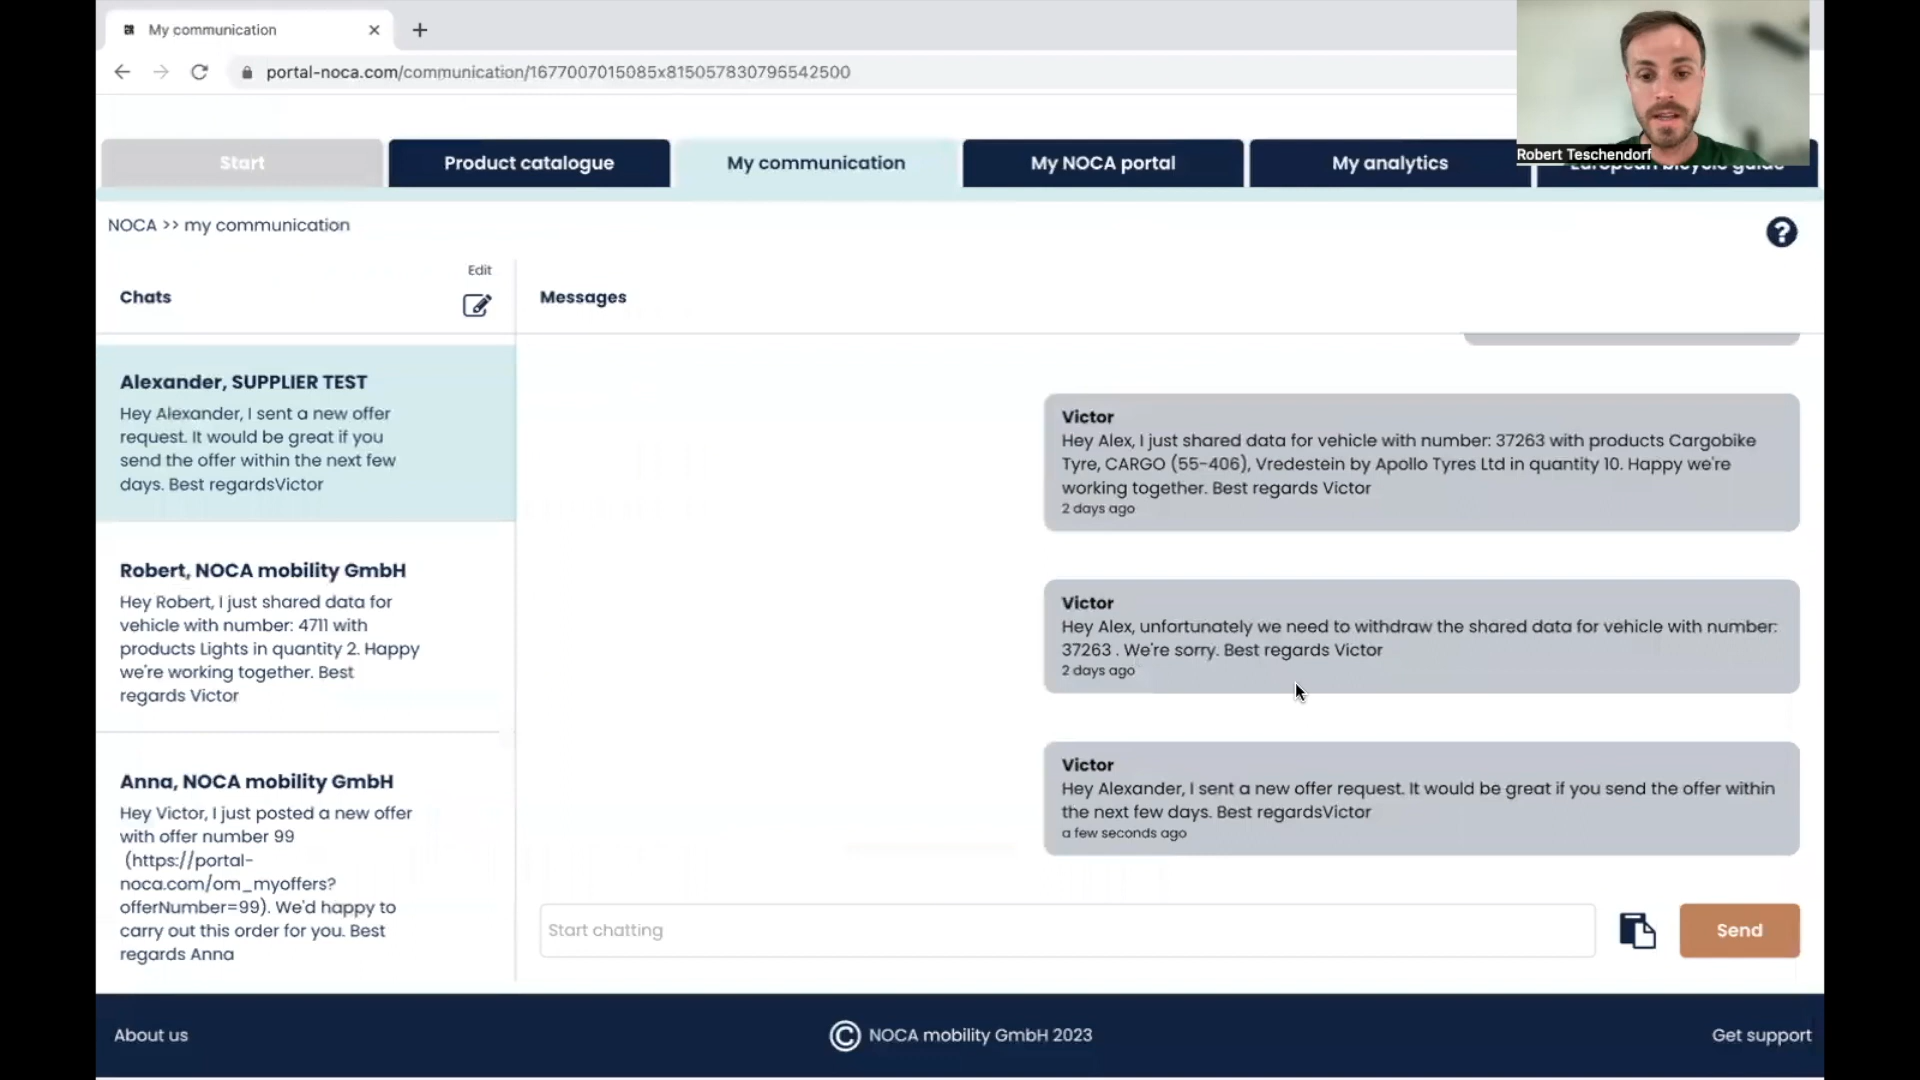 My communication
portal-noca.com/communication/1677007015085x815057830795542500
Robert Teschendorf
Start
Product catalogue
My communication
My NOCA portal
My analytics
European bicycle guide
NOCA >> my communication
Edit
Chats
Messages
Alexander, SUPPLIER TEST
Hey Alexander, I sent a new offer
request. It would be great if you
send the offer within the next few
days. Best regardsVictor
Robert, NOCA mobility GmbH
Hey Robert, I just shared data for
vehicle with number: 4711 with
products Lights in quantity 2. Happy
we're working together. Best
regards Victor
Anna, NOCA mobility GmbH
Hey Victor, I just posted a new offer
with offer number 99
(https://portal-
noca.com/om_myoffers?
offerNumber=99). We'd happy to
carry out this order for you. Best
regards Anna
Victor
Hey Alex, I just shared data for vehicle with number: 37263 with products Cargobike
Tyre, CARGO (55-406), Vredestein by Apollo Tyres Ltd in quantity 10. Happy we're
working together. Best regards Victor
2 days ago
Victor
Hey Alex, unfortunately we need to withdraw the shared data for vehicle with number:
37263 . We're sorry. Best regards Victor
2 days ago
Victor
Hey Alexander, I sent a new offer request. It would be great if you send the offer within
the next few days. Best regardsVictor
a few seconds ago
Start chatting
Send
About us
© NOCA mobility GmbH 2023
Get support